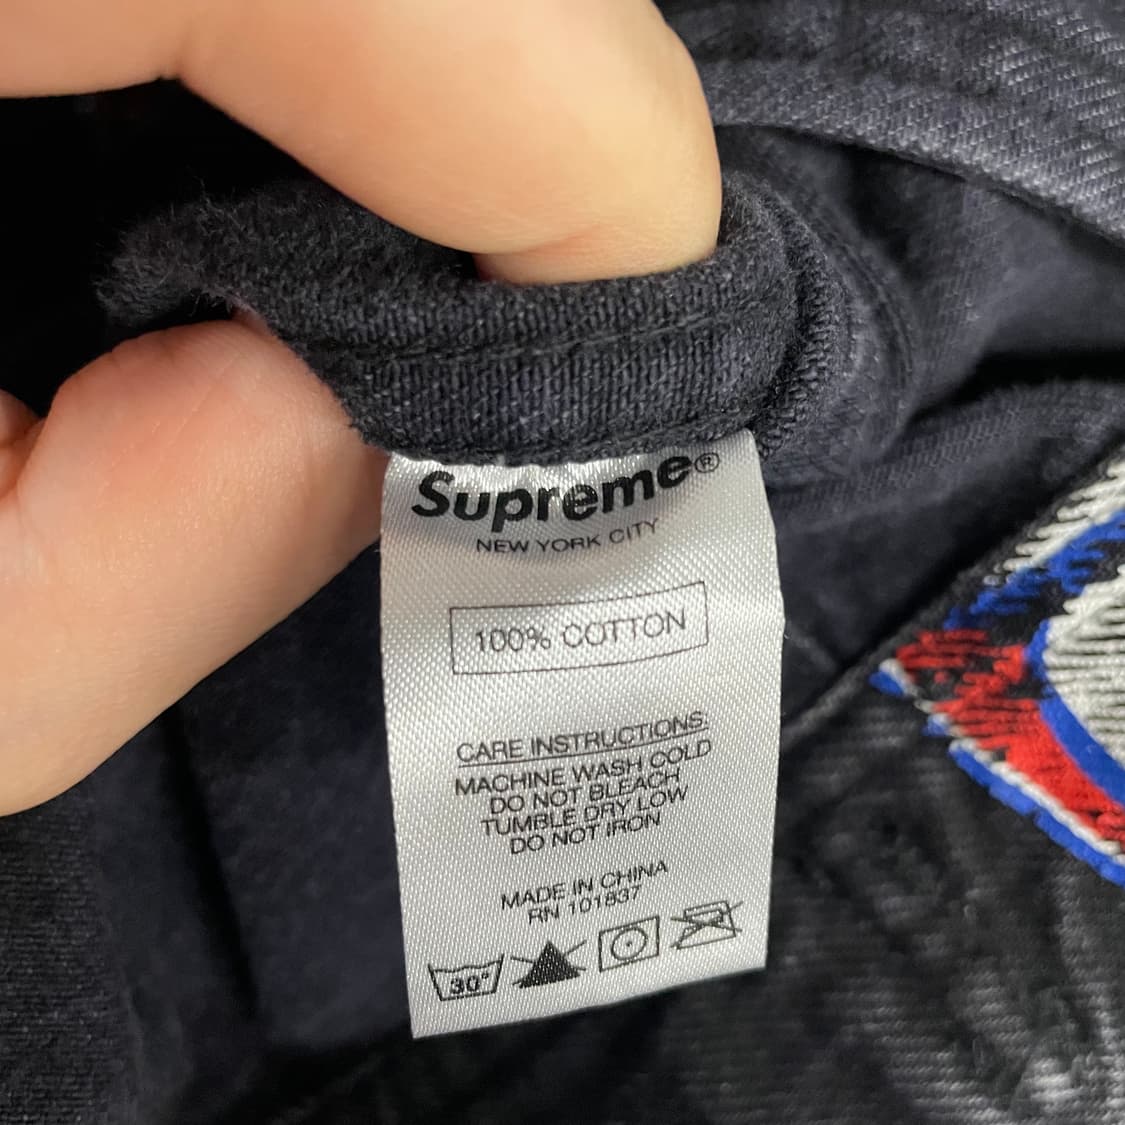 Supreme®
NEW YORK CITY
100% COTTON
CARE INSTRUCTIONS:
MACHINE WASH COLD
DO NOT BLEACH
TUMBLE DRY LOW
DO NOT IRON
MADE IN CHINA
RN 101837
30°